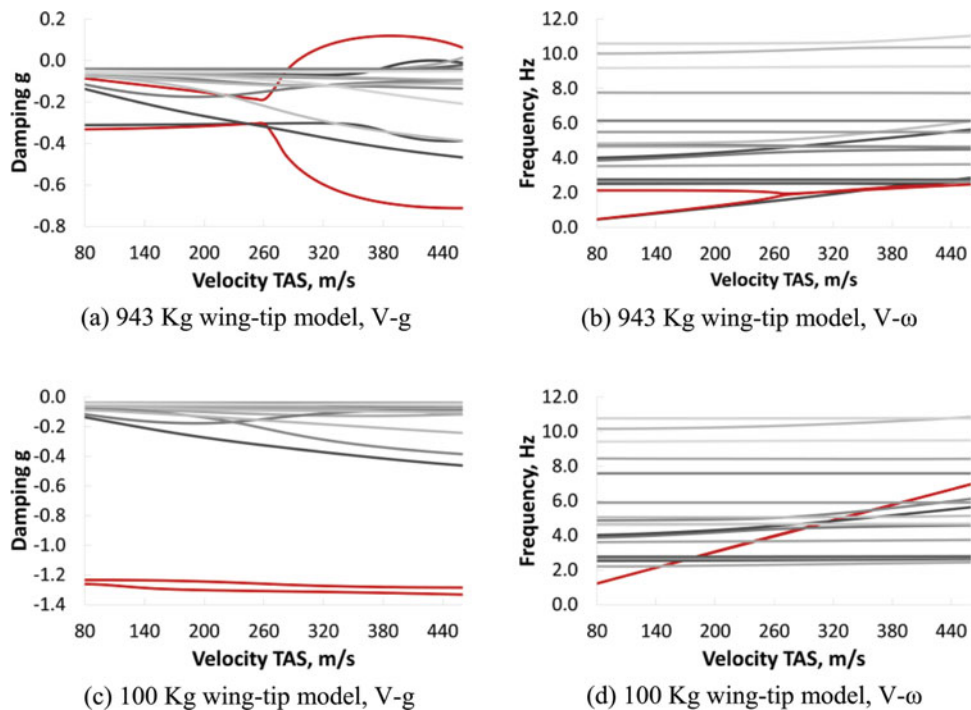 0.2
0.0
-0.2
-0.4
-0.6
-0.8
Damping g
80 140 200 260 320 380 440
Velocity TAS, m/s
(a) 943 Kg wing-tip model, V-g
12.0
10.0
8.0
6.0
4.0
2.0
0.0
Frequency, Hz
80 140 200 260 320 380 440
Velocity TAS, m/s
(b) 943 Kg wing-tip model, V-ω
0.0
-0.2
-0.4
-0.6
-0.8
-1.0
-1.2
-1.4
Damping g
80 140 200 260 320 380 440
Velocity TAS, m/s
(c) 100 Kg wing-tip model, V-g
12.0
10.0
8.0
6.0
4.0
2.0
0.0
Frequency, Hz
80 140 200 260 320 380 440
Velocity TAS, m/s
(d) 100 Kg wing-tip model, V-ω